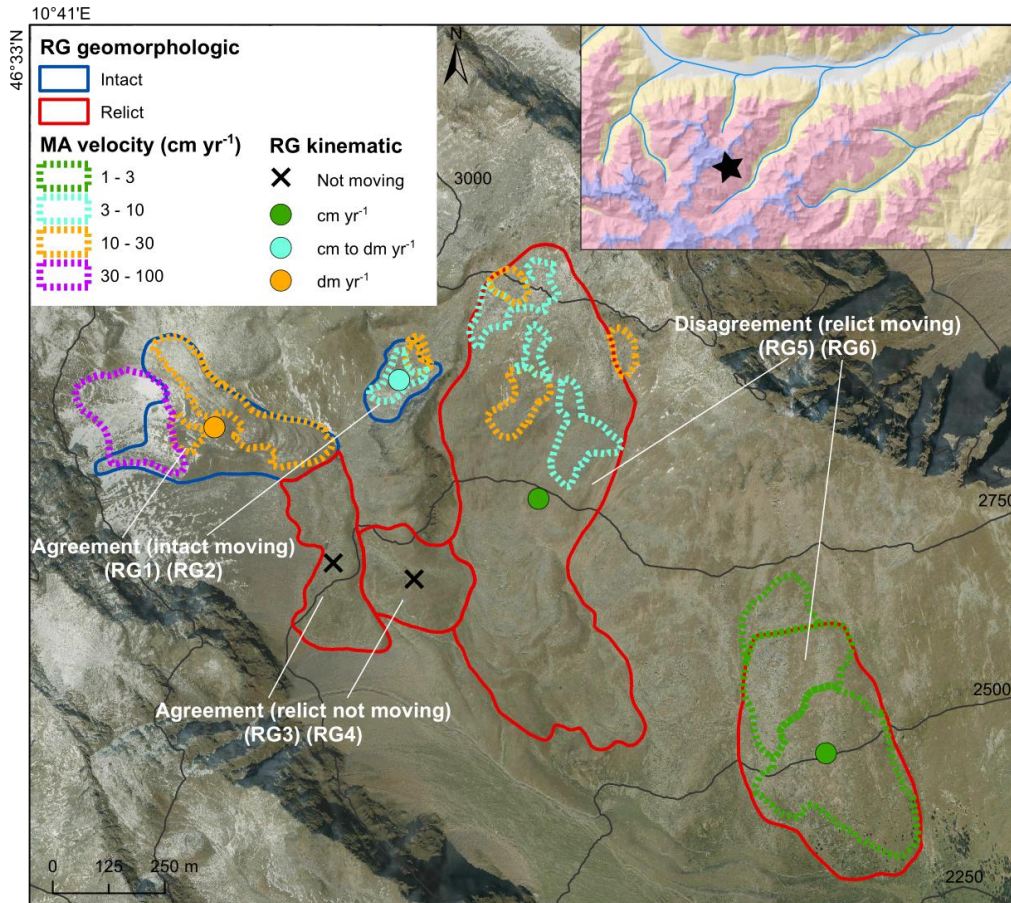 10°41'E
46°33'N
RG geomorphologic
Intact
Relict
MA velocity (cm yr⁻¹)
1 - 3
3 - 10
10 - 30
30 - 100
RG kinematic
Not moving
cm yr⁻¹
cm to dm yr⁻¹
dm yr⁻¹
N
3000
Disagreement (relict moving)
(RG5) (RG6)
2750
Agreement (intact moving)
(RG1) (RG2)
Agreement (relict not moving)
(RG3) (RG4)
2500
2250
0 125 250 m